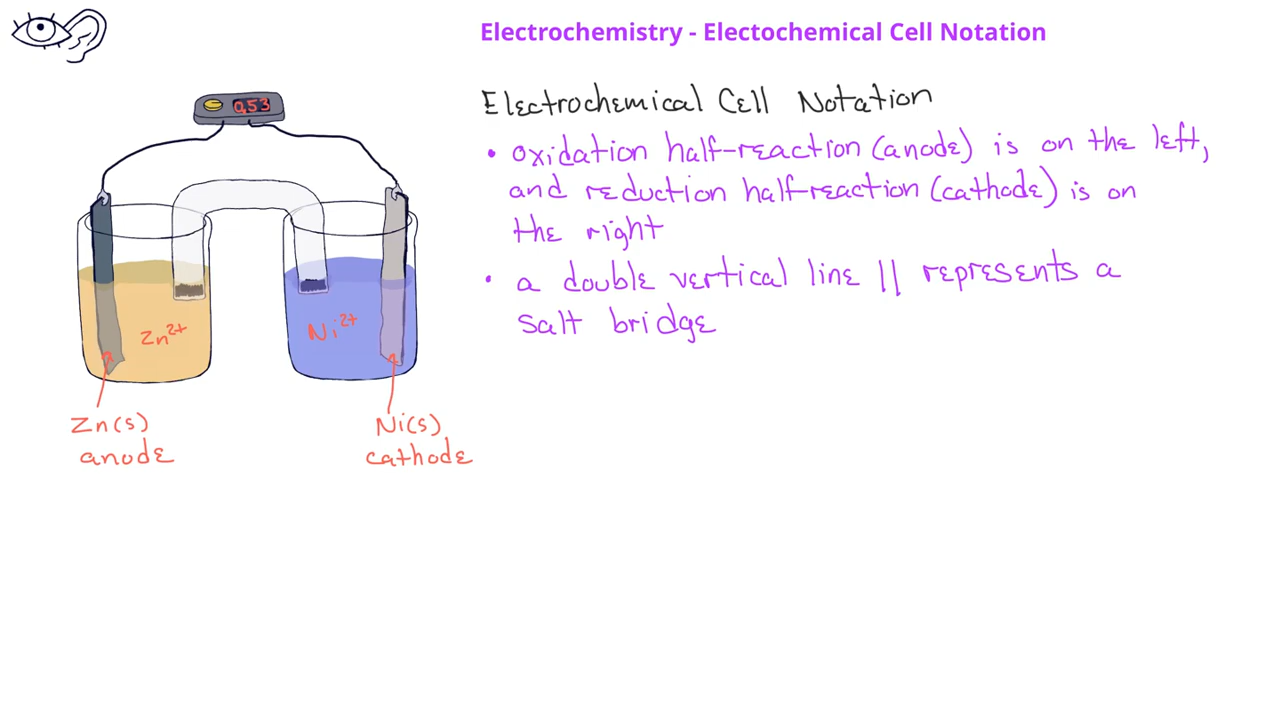 Electrochemistry - Electochemical Cell Notation
0.53
Zn²⁺
Ni²⁺
Zn(s)
anode
Ni(s)
cathode
Electrochemical Cell Notation
• oxidation half-reaction (anode) is on the left,
and reduction half-reaction (cathode) is on
the right
• a double vertical line || represents a
salt bridge